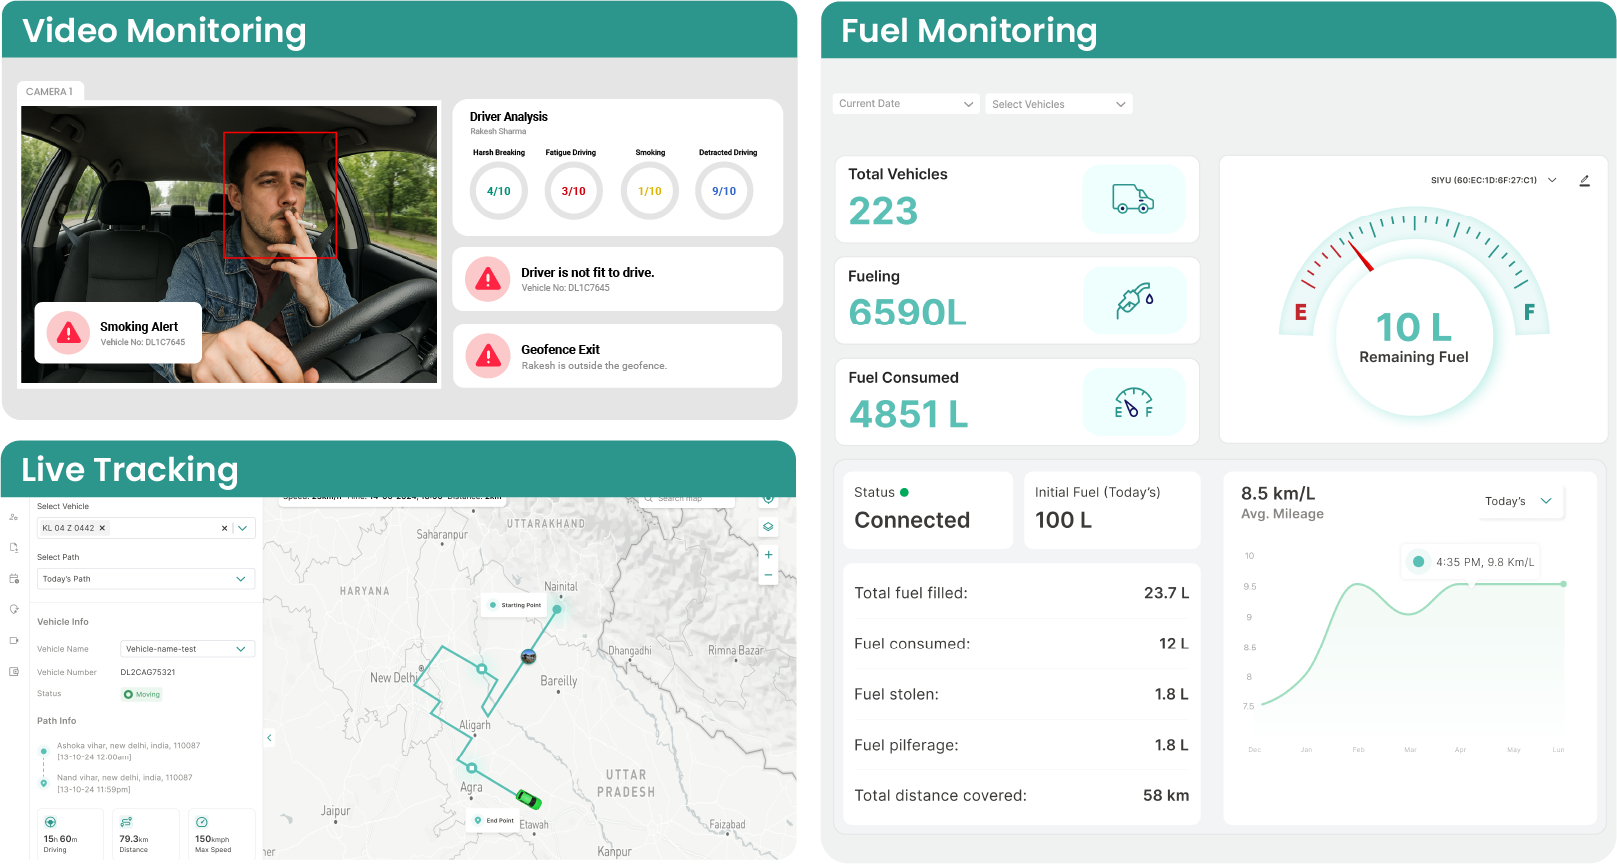 Video Monitoring
CAMERA 1
Smoking Alert
Vehicle No: DL1C7645
Driver Analysis
Rakesh Sharma
Harsh Breaking
Fatigue Driving
Smoking
Detracted Driving
4/10
3/10
1/10
9/10
Driver is not fit to drive.
Vehicle No: DL1C7645
Geofence Exit
Rakesh is outside the geofence.
Live Tracking
Select Vehicle
KL 04 Z 0442
Select Path
Today's Path
Vehicle Info
Vehicle Name
Vehicle-name-test
Vehicle Number
DL2CAG75321
Status
Moving
Path Info
Ashoka vihar, new delhi, india, 110087
[13-10-24 12:00am]
Nand vihar, new delhi, india, 110087
[13-10-24 11:59pm]
15h 60m
Driving
79.3km
Distance
150kmph
Max Speed
Search map
UTTARAKHAND
Saharanpur
HARYANA
Nainital
Starting Point
Dhangadhi
Rimna Bazar
New Delhi
Bareilly
Aligarh
UTTAR
PRADESH
Agra
Jaipur
End Point
Etawah
Faizabad
Kanpur
Fuel Monitoring
Current Date
Select Vehicles
Total Vehicles
223
Fueling
6590L
Fuel Consumed
4851 L
E F
SIYU (60:EC:1D:6F:27:C1)
E
F
10 L
Remaining Fuel
Status
Connected
Initial Fuel (Today's)
100 L
Total fuel filled: 23.7 L
Fuel consumed: 12 L
Fuel stolen: 1.8 L
Fuel pilferage: 1.8 L
Total distance covered: 58 km
8.5 km/L
Avg. Mileage
Today's
4:35 PM, 9.8 Km/L
10
9.5
9
8.5
8
7.5
Dec Jan Feb Mar Apr May Lun